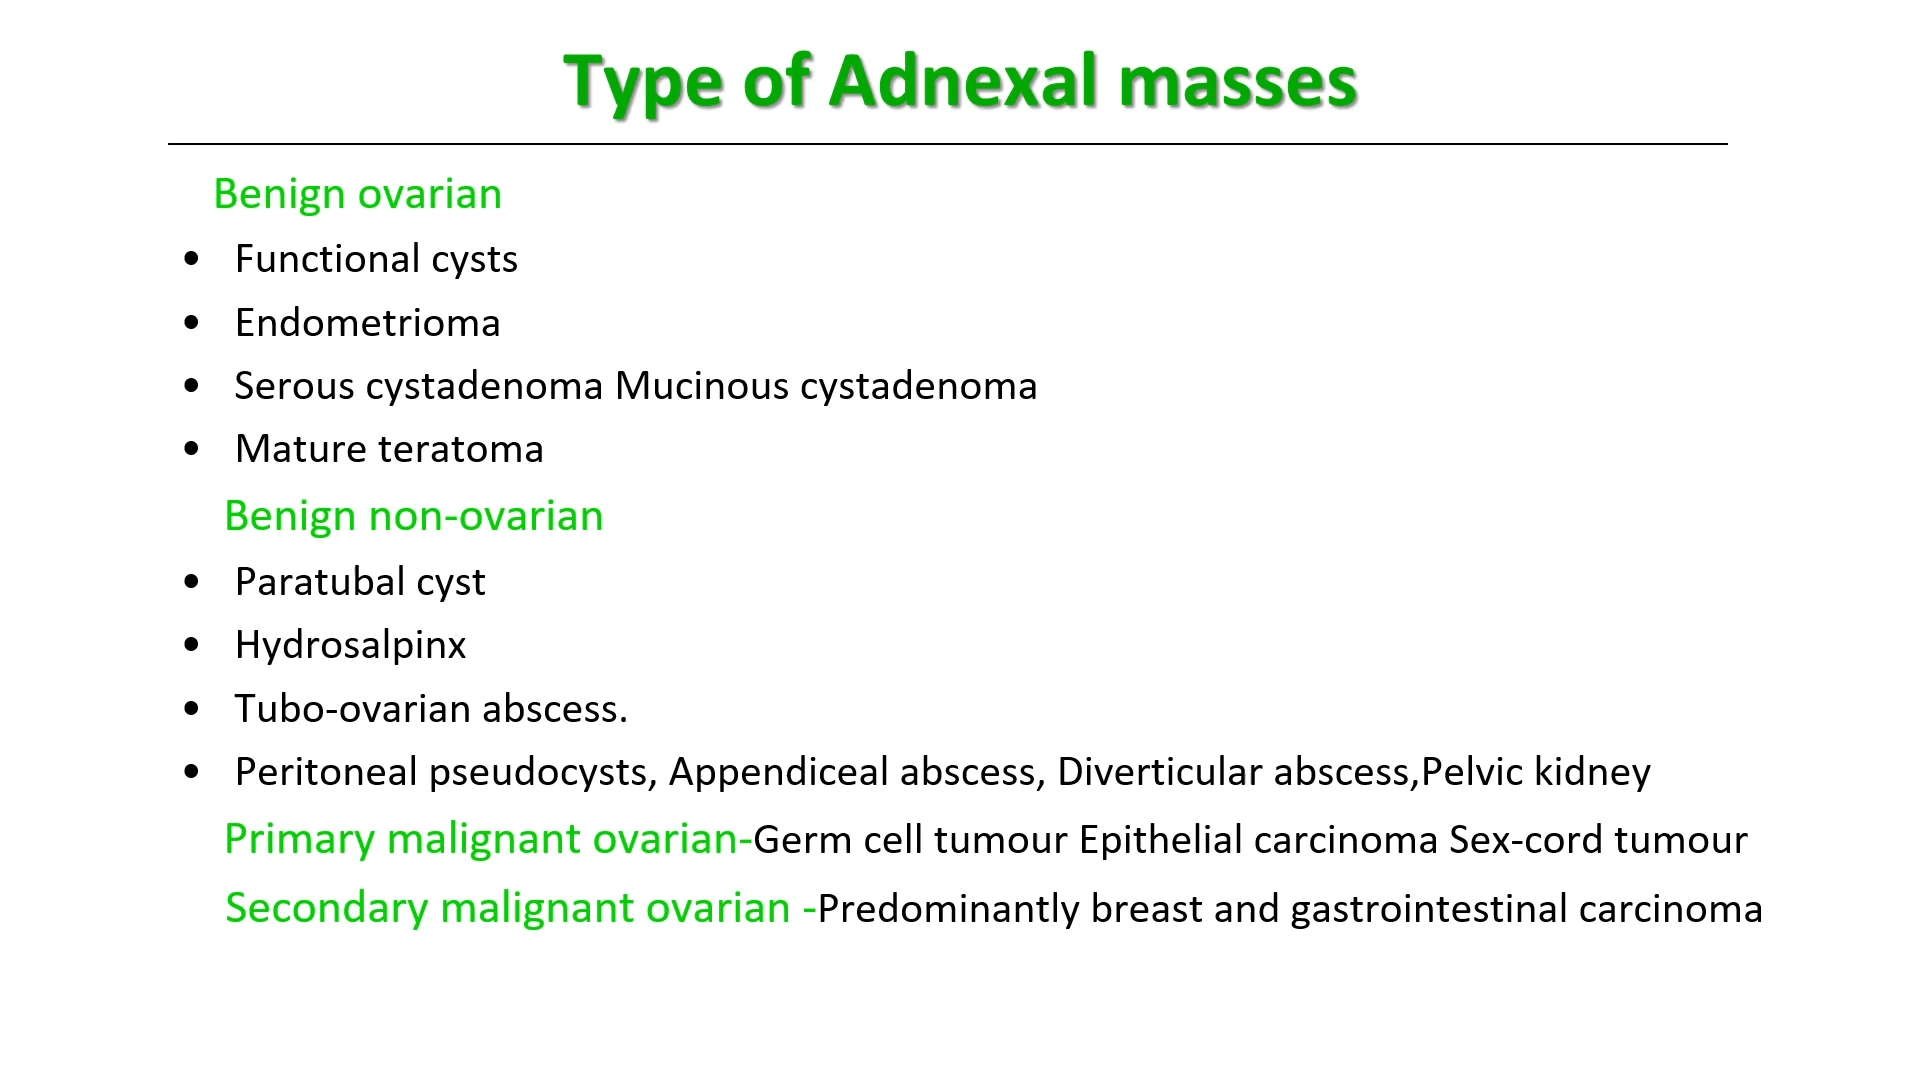 Type of Adnexal masses
Benign ovarian
• Functional cysts
• Endometrioma
• Serous cystadenoma Mucinous cystadenoma
• Mature teratoma
Benign non-ovarian
• Paratubal cyst
• Hydrosalpinx
• Tubo-ovarian abscess.
• Peritoneal pseudocysts, Appendiceal abscess, Diverticular abscess,Pelvic kidney
Primary malignant ovarian-Germ cell tumour Epithelial carcinoma Sex-cord tumour
Secondary malignant ovarian -Predominantly breast and gastrointestinal carcinoma